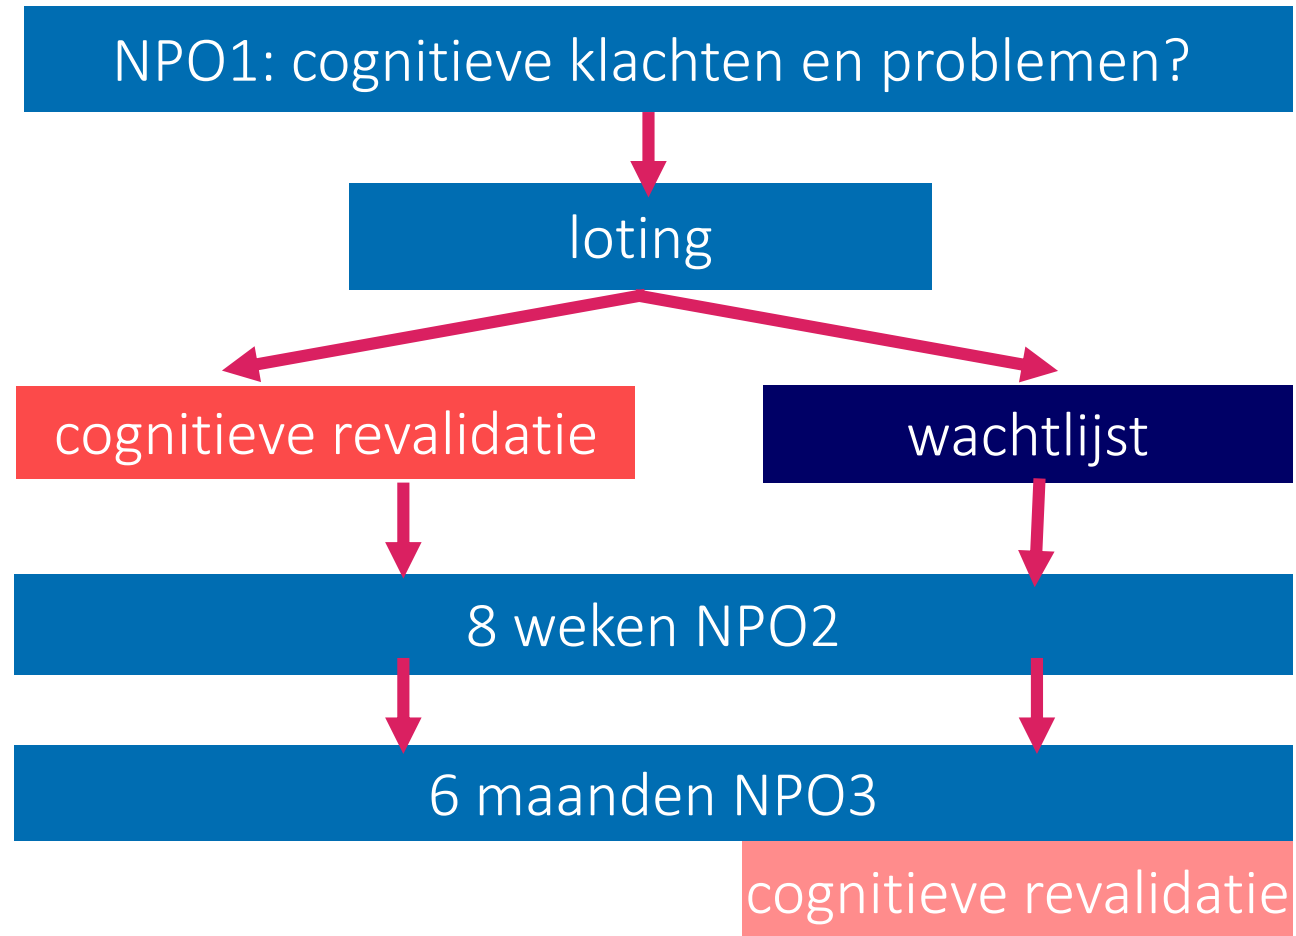 NPO1: cognitieve klachten en problemen?
loting
cognitieve revalidatie
wachtlijst
8 weken NPO2
6 maanden NPO3
cognitieve revalidatie